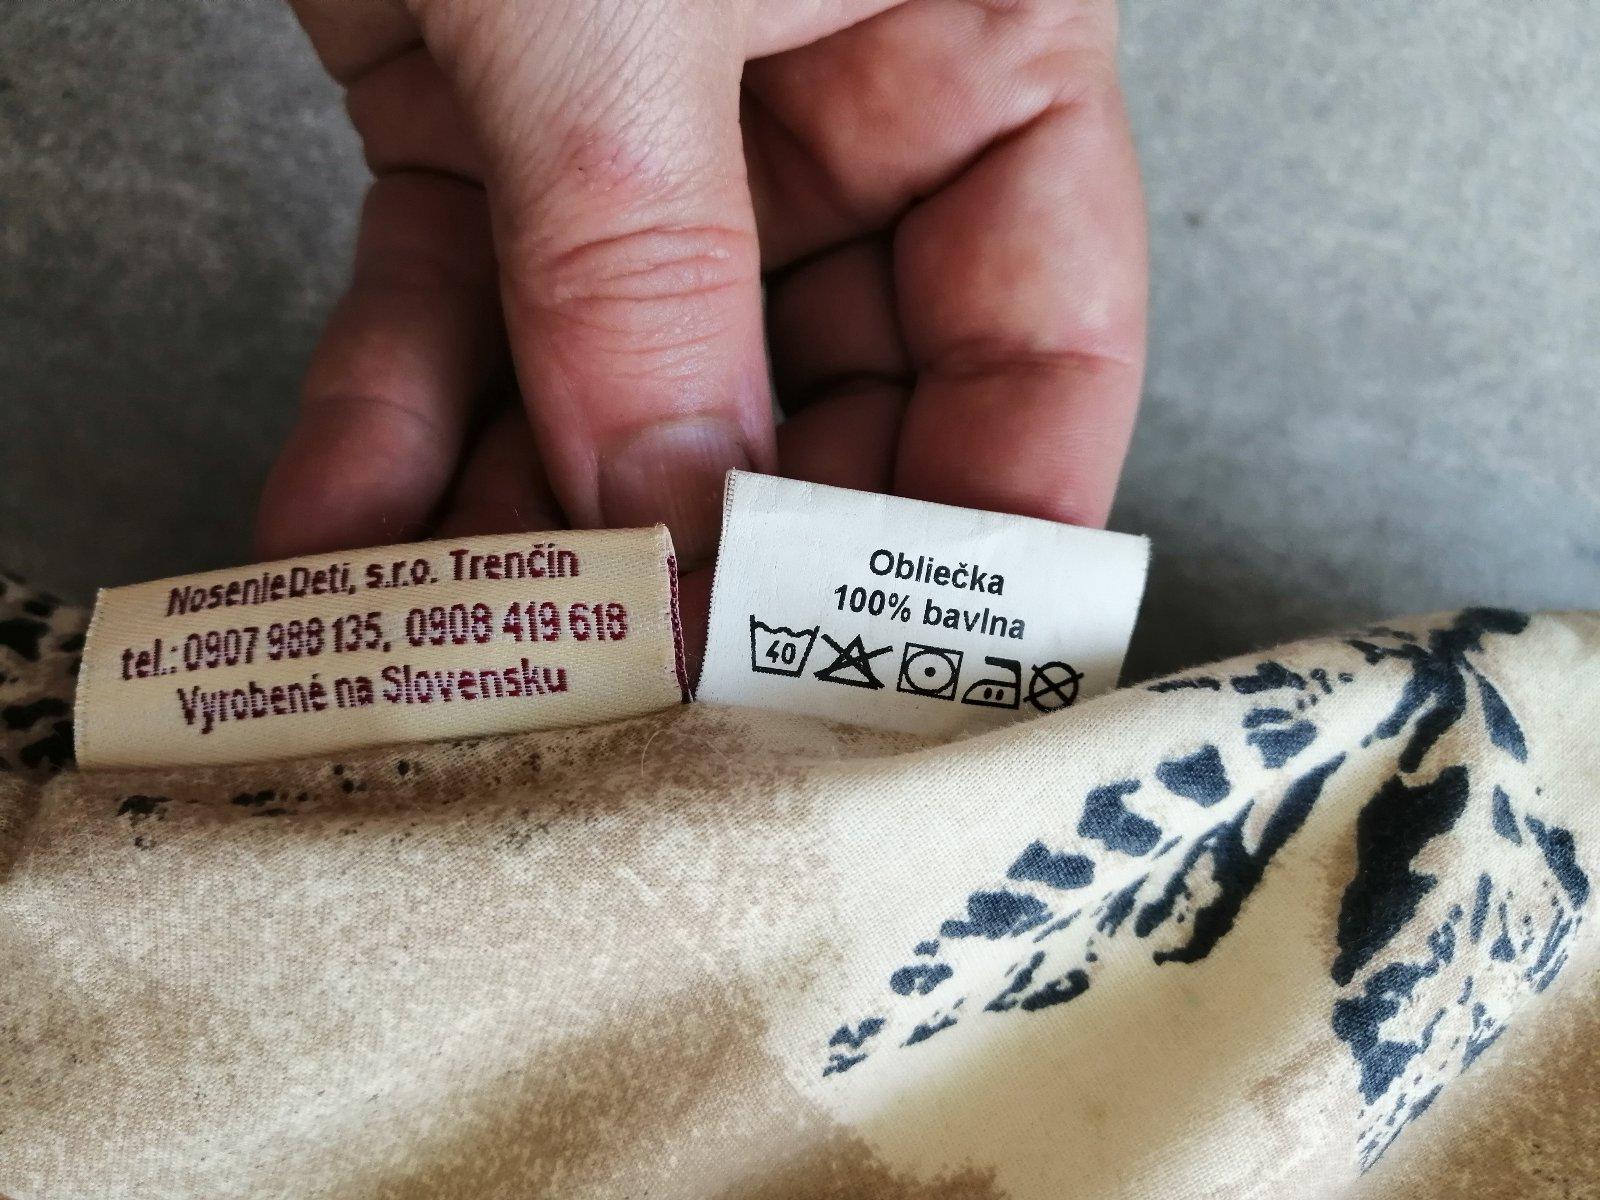 NosenieDeti, s.r.o. Trenčín
tel.: 0907 988 135, 0908 419 618
Vyrobené na Slovensku
Obliečka
100% bavlna
40